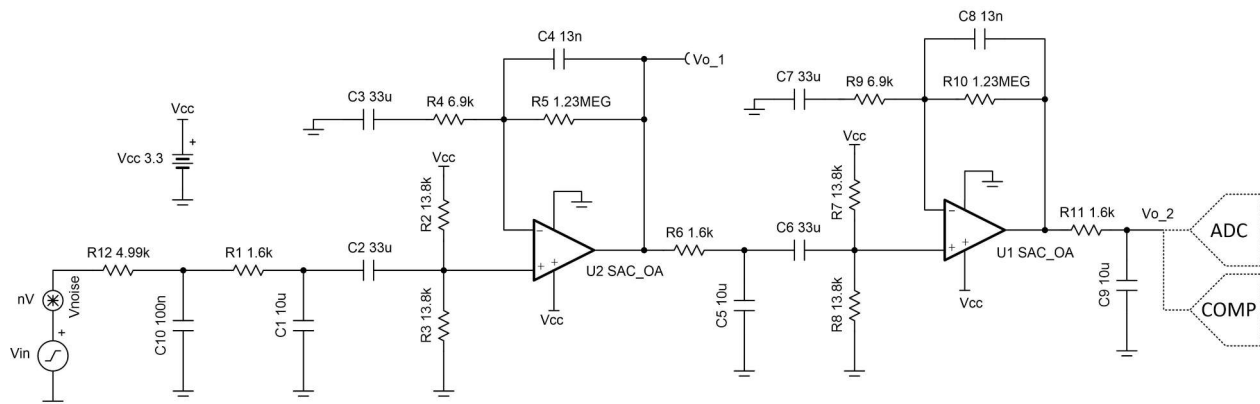 C4 13n
Vo_1
C3 33u
R4 6.9k
R5 1.23MEG
C8 13n
C7 33u
R9 6.9k
R10 1.23MEG
Vcc
Vcc 3.3
+
Vcc
R2 13.8k
R3 13.8k
Vcc
R7 13.8k
R8 13.8k
R12 4.99k
R1 1.6k
C2 33u
−
+
+
U2 SAC_OA
Vcc
R6 1.6k
C6 33u
−
+
+
U1 SAC_OA
Vcc
R11 1.6k
Vo_2
ADC
COMP
nV
Vnoise
+
Vin
C10 100n
C1 10u
C5 10u
C9 10u